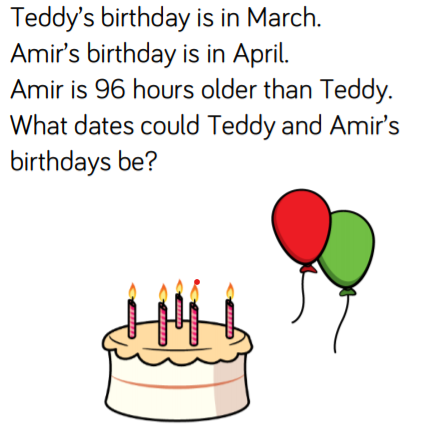 Teddy's birthday is in March.
Amir's birthday is in April.
Amir is 96 hours older than Teddy.
What dates could Teddy and Amir's
birthdays be?